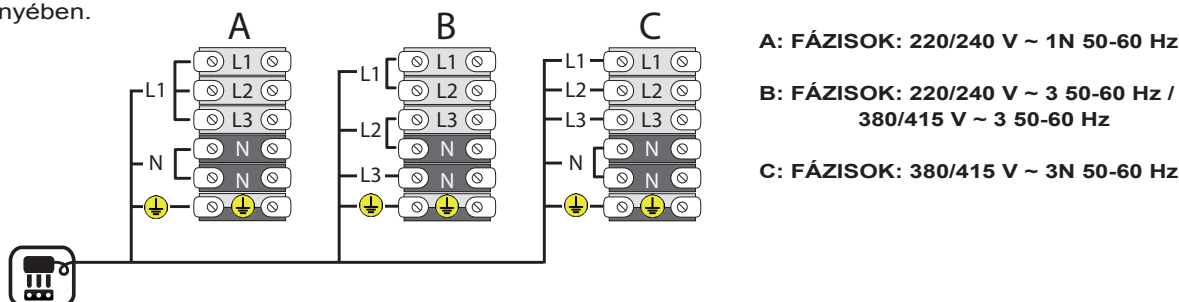 nyében.
A B C
L1 L1 L1 L1 L1 L1
L1 L2 L2 L2 L2
L3 L2 L3 L3 L3
N N N N N
N L3 N N
A: FÁZISOK: 220/240 V ~ 1N 50-60 Hz
B: FÁZISOK: 220/240 V ~ 3 50-60 Hz /
380/415 V ~ 3 50-60 Hz
C: FÁZISOK: 380/415 V ~ 3N 50-60 Hz